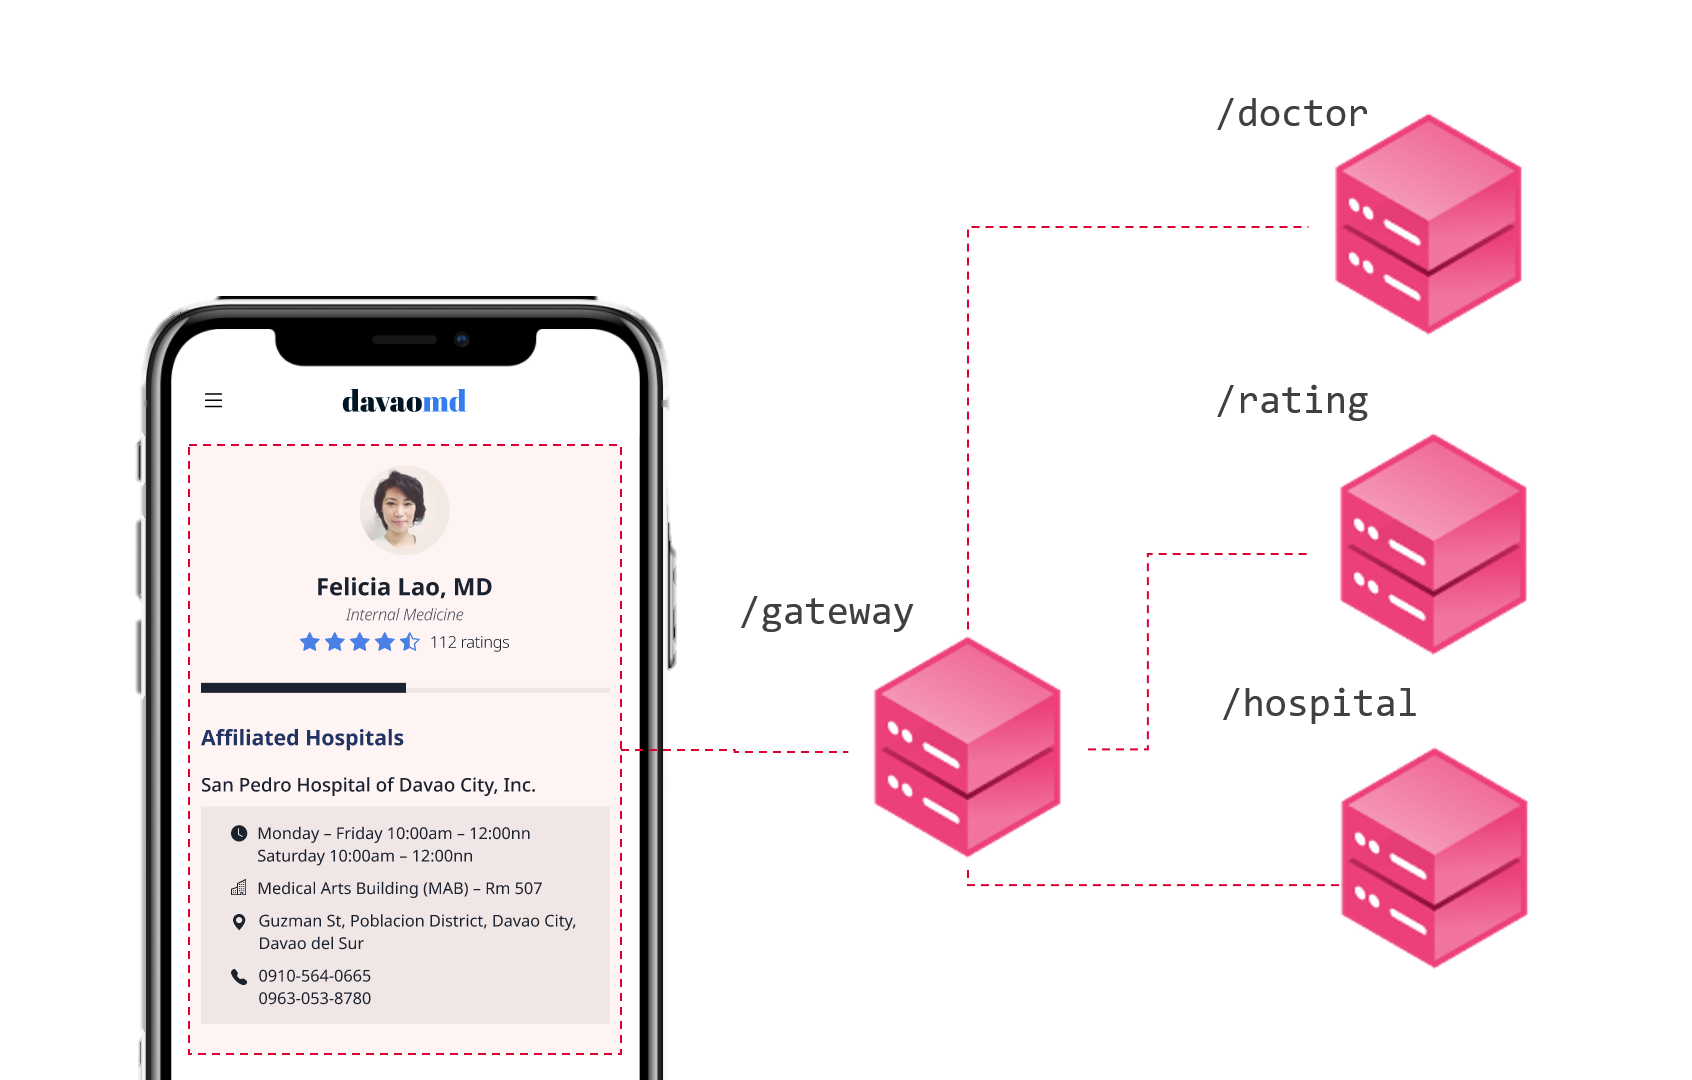 /doctor
/rating
davaomd
Felicia Lao, MD
Internal Medicine
112 ratings
/gateway
/hospital
Affiliated Hospitals
San Pedro Hospital of Davao City, Inc.
Monday – Friday 10:00am – 12:00nn
Saturday 10:00am – 12:00nn
Medical Arts Building (MAB) – Rm 507
Guzman St, Poblacion District, Davao City,
Davao del Sur
0910-564-0665
0963-053-8780